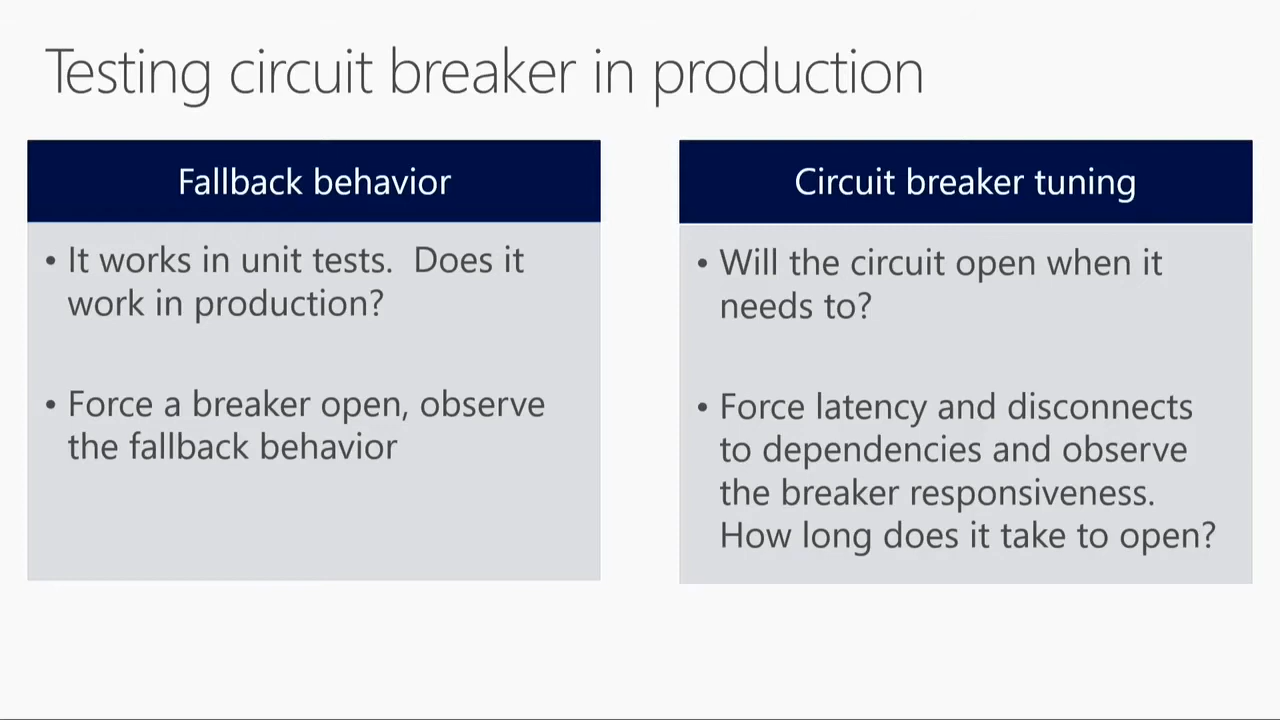 Testing circuit breaker in production
Fallback behavior
• It works in unit tests.  Does it
work in production?
• Force a breaker open, observe
the fallback behavior
Circuit breaker tuning
• Will the circuit open when it
needs to?
• Force latency and disconnects
to dependencies and observe
the breaker responsiveness.
How long does it take to open?